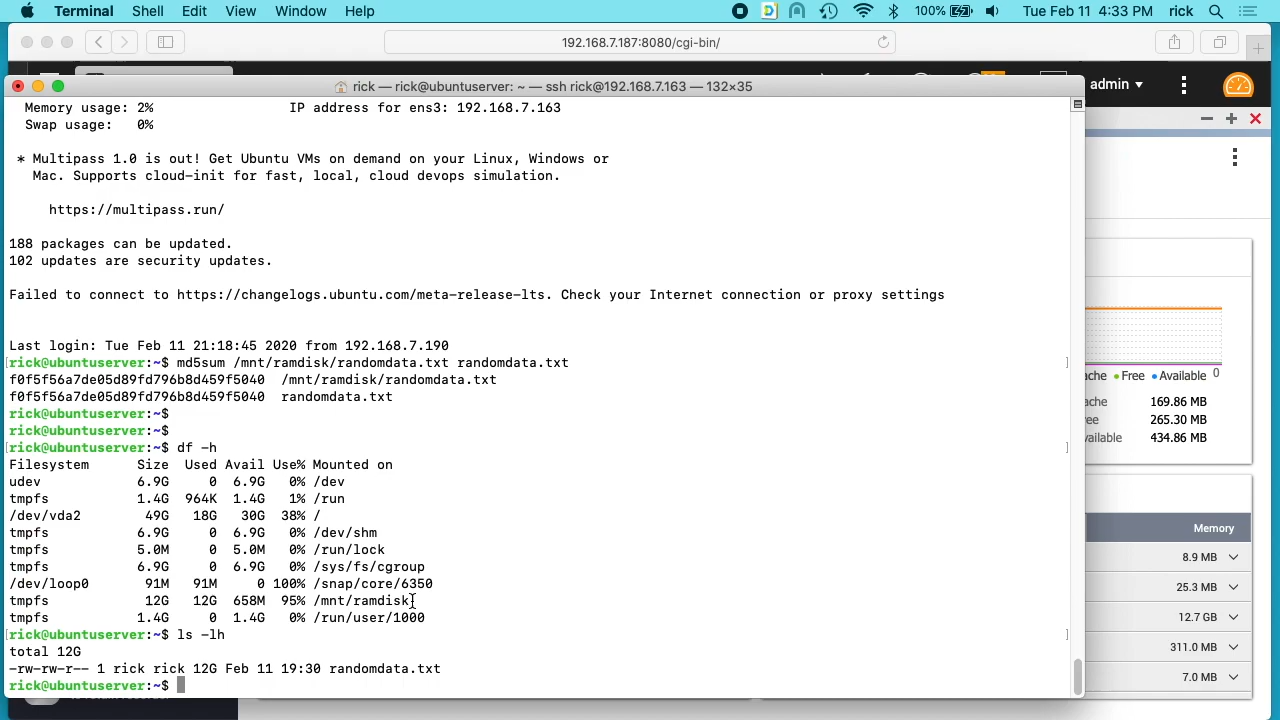 Terminal Shell Edit View Window Help 100% Tue Feb 11 4:33 PM rick
192.168.7.187:8080/cgi-bin/
rick — rick@ubuntuserver: ~ — ssh rick@192.168.7.163 — 132×35
admin
Memory usage: 2% IP address for ens3: 192.168.7.163
Swap usage: 0%
* Multipass 1.0 is out! Get Ubuntu VMs on demand on your Linux, Windows or
Mac. Supports cloud-init for fast, local, cloud devops simulation.
https://multipass.run/
188 packages can be updated.
102 updates are security updates.
Failed to connect to https://changelogs.ubuntu.com/meta-release-lts. Check your Internet connection or proxy settings
Last login: Tue Feb 11 21:18:45 2020 from 192.168.7.190
[rick@ubuntuserver:~$ md5sum /mnt/ramdisk/randomdata.txt randomdata.txt ]
f0f5f56a7de05d89fd796b8d459f5040 /mnt/ramdisk/randomdata.txt
f0f5f56a7de05d89fd796b8d459f5040 randomdata.txt
rick@ubuntuserver:~$
rick@ubuntuserver:~$
[rick@ubuntuserver:~$ df -h ]
Filesystem Size Used Avail Use% Mounted on
udev 6.9G 0 6.9G 0% /dev
tmpfs 1.4G 964K 1.4G 1% /run
/dev/vda2 49G 18G 30G 38% /
tmpfs 6.9G 0 6.9G 0% /dev/shm
tmpfs 5.0M 0 5.0M 0% /run/lock
tmpfs 6.9G 0 6.9G 0% /sys/fs/cgroup
/dev/loop0 91M 91M 0 100% /snap/core/6350
tmpfs 12G 12G 658M 95% /mnt/ramdisk
tmpfs 1.4G 0 1.4G 0% /run/user/1000
[rick@ubuntuserver:~$ ls -lh ]
total 12G
-rw-rw-r-- 1 rick rick 12G Feb 11 19:30 randomdata.txt
rick@ubuntuserver:~$
0
ache Free Available
ache 169.86 MB
ee 265.30 MB
vailable 434.86 MB
Memory
8.9 MB
25.3 MB
12.7 GB
311.0 MB
7.0 MB